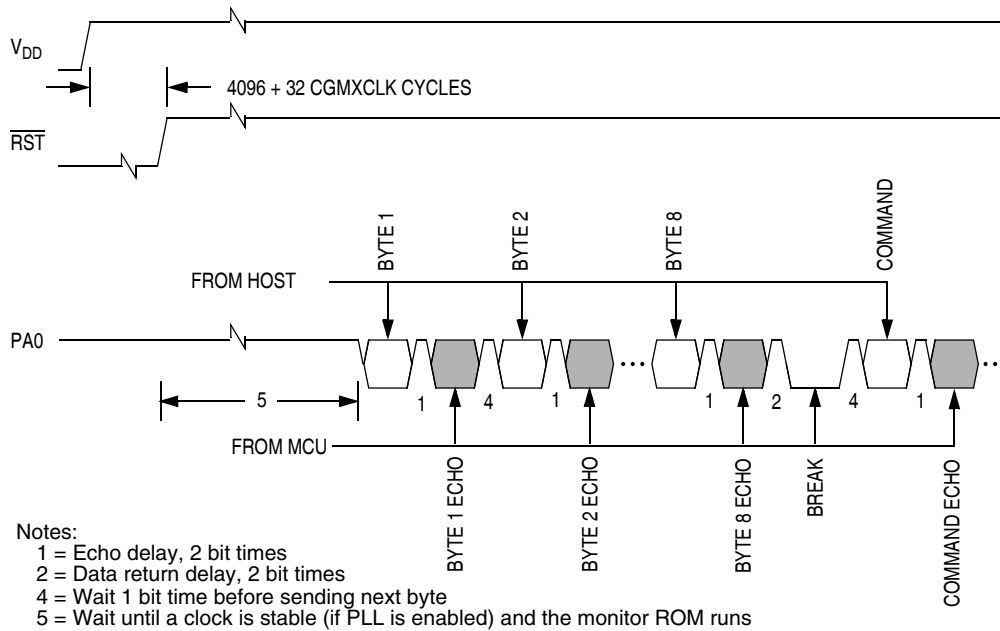 VDD
4096 + 32 CGMXCLK CYCLES
RST
BYTE 1
BYTE 2
BYTE 8
COMMAND
FROM HOST
PA0
...
...
5
1
4
1
1
2
4
1
FROM MCU
BYTE 1 ECHO
BYTE 2 ECHO
BYTE 8 ECHO
BREAK
COMMAND ECHO
Notes:
1 = Echo delay, 2 bit times
2 = Data return delay, 2 bit times
4 = Wait 1 bit time before sending next byte
5 = Wait until a clock is stable (if PLL is enabled) and the monitor ROM runs